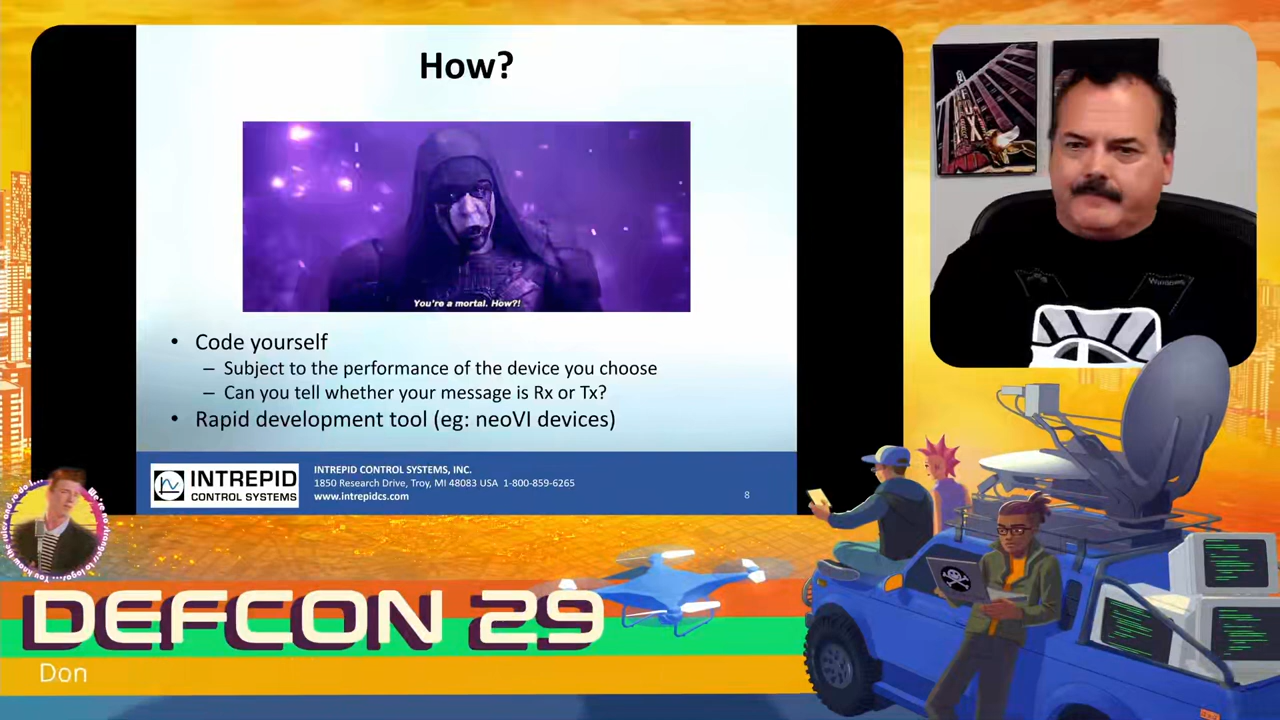 How?
You're a mortal. How?!
• Code yourself
– Subject to the performance of the device you choose
– Can you tell whether your message is Rx or Tx?
• Rapid development tool (eg: neoVI devices)
INTREPID
CONTROL SYSTEMS
INTREPID CONTROL SYSTEMS, INC.
1850 Research Drive, Troy, MI 48083 USA 1-800-859-6265
www.intrepidcs.com
8
DEFCON 29
Don